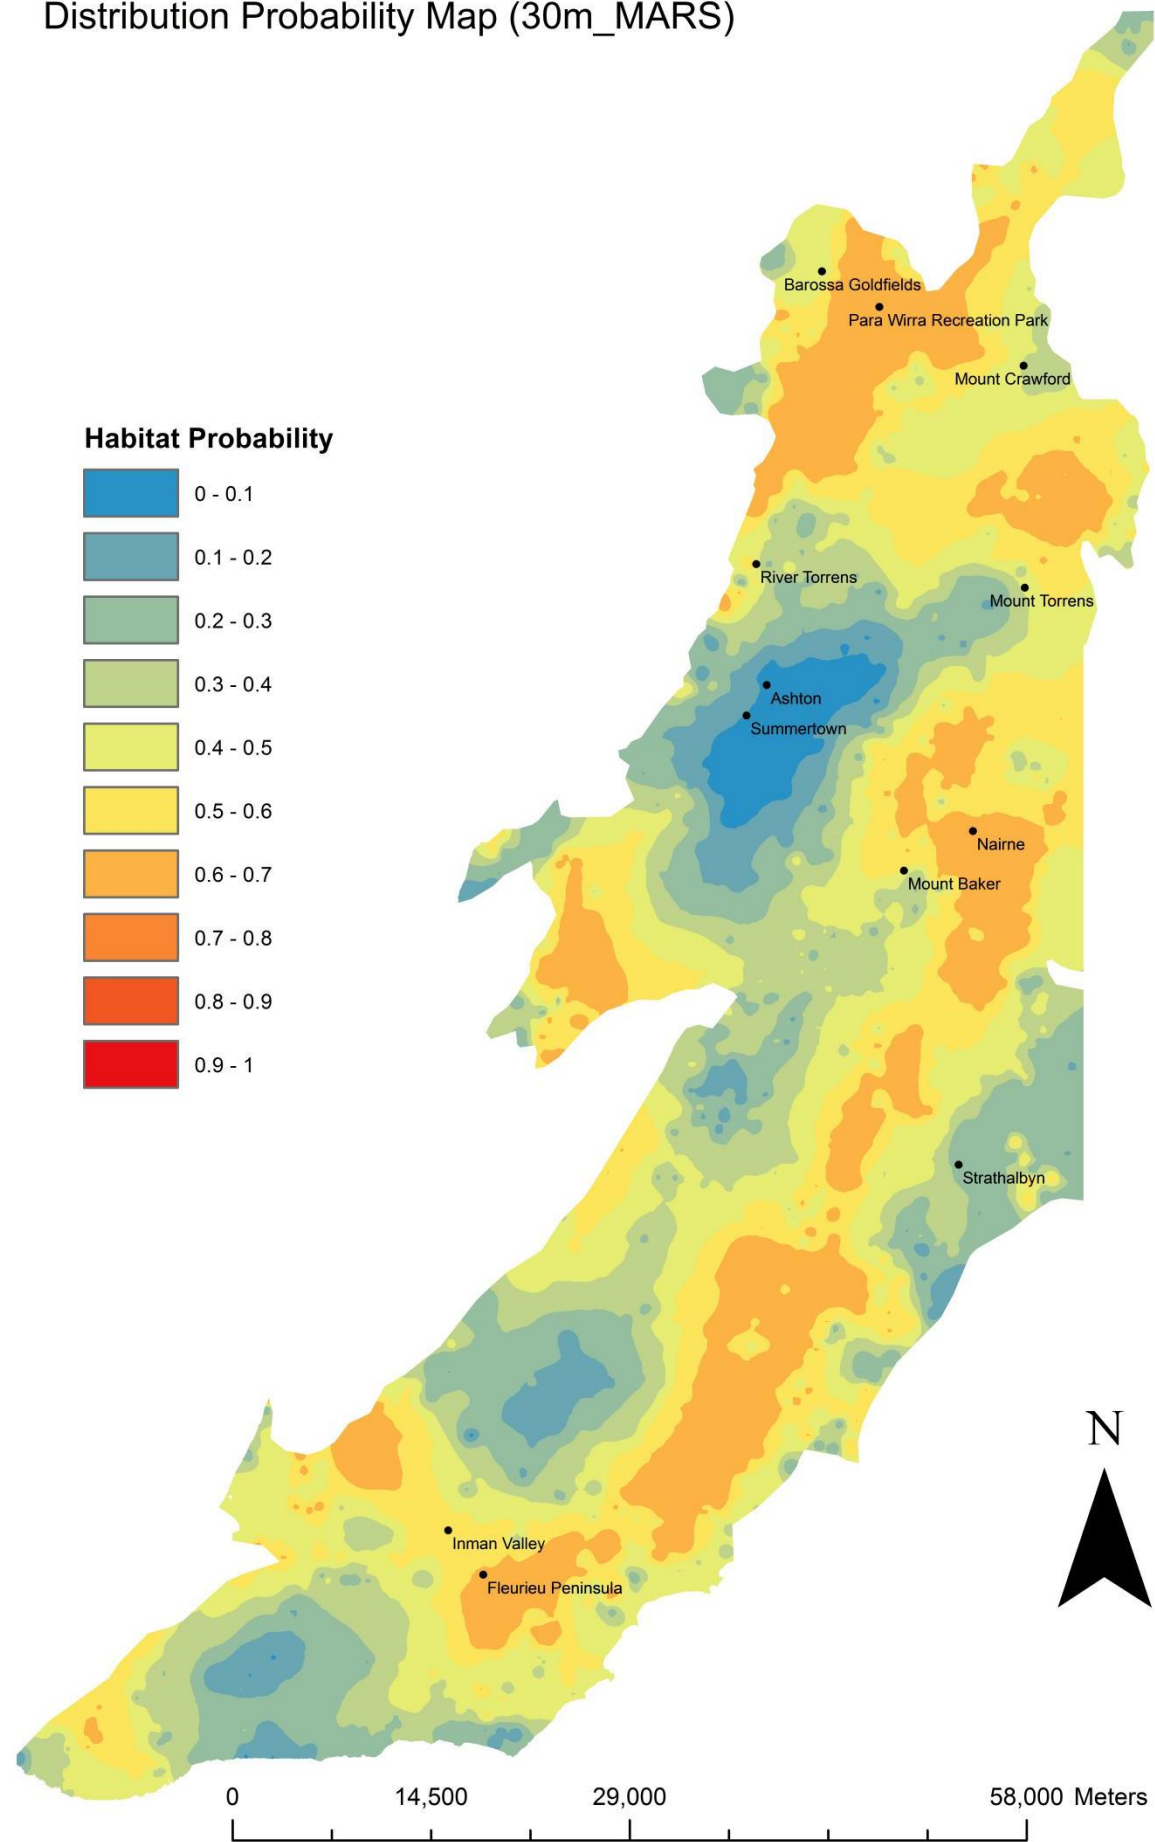 Distribution Probability Map (30m_MARS)
Barossa Goldfields
Para Wirra Recreation Park
Mount Crawford
Habitat Probability
0 - 0.1
0.1 - 0.2
0.2 - 0.3
0.3 - 0.4
0.4 - 0.5
0.5 - 0.6
0.6 - 0.7
0.7 - 0.8
0.8 - 0.9
0.9 - 1
River Torrens
Mount Torrens
Ashton
Summertown
Nairne
Mount Baker
Strathalbyn
Inman Valley
Fleurieu Peninsula
N
0 14,500 29,000 58,000 Meters